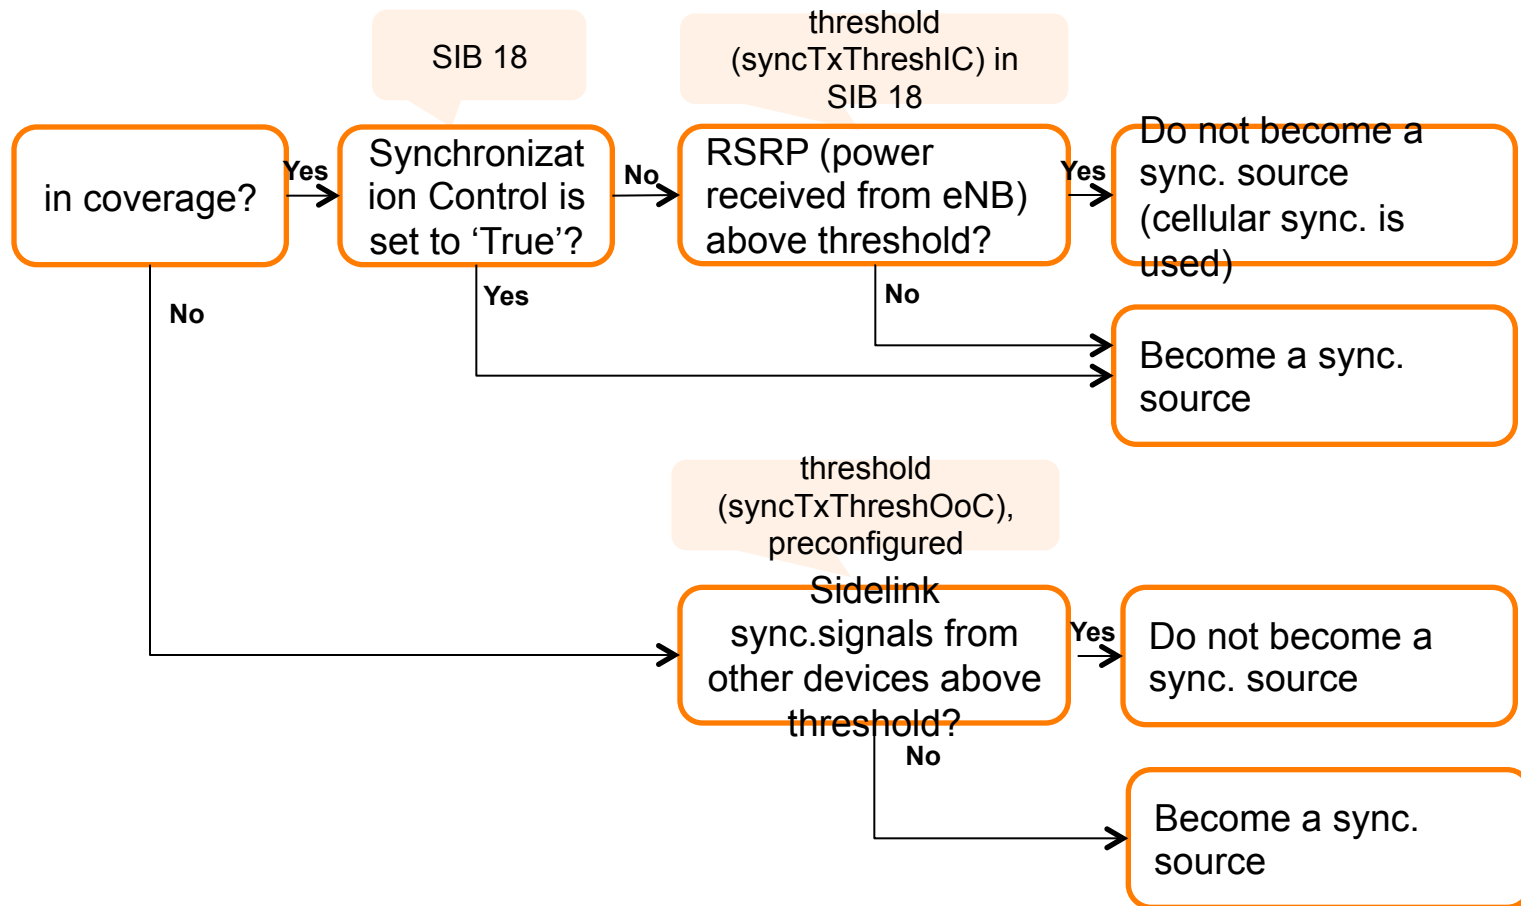 SIB 18
threshold
(syncTxThreshIC) in
SIB 18
in coverage?
Yes
Synchronizat
ion Control is
set to ‘True’?
No
RSRP (power
received from eNB)
above threshold?
Yes
Do not become a
sync. source
(cellular sync. is
used)
No
Yes
No
Become a sync.
source
threshold
(syncTxThreshOoC),
preconfigured
Sidelink
sync.signals from
other devices above
threshold?
Yes
Do not become a
sync. source
No
Become a sync.
source